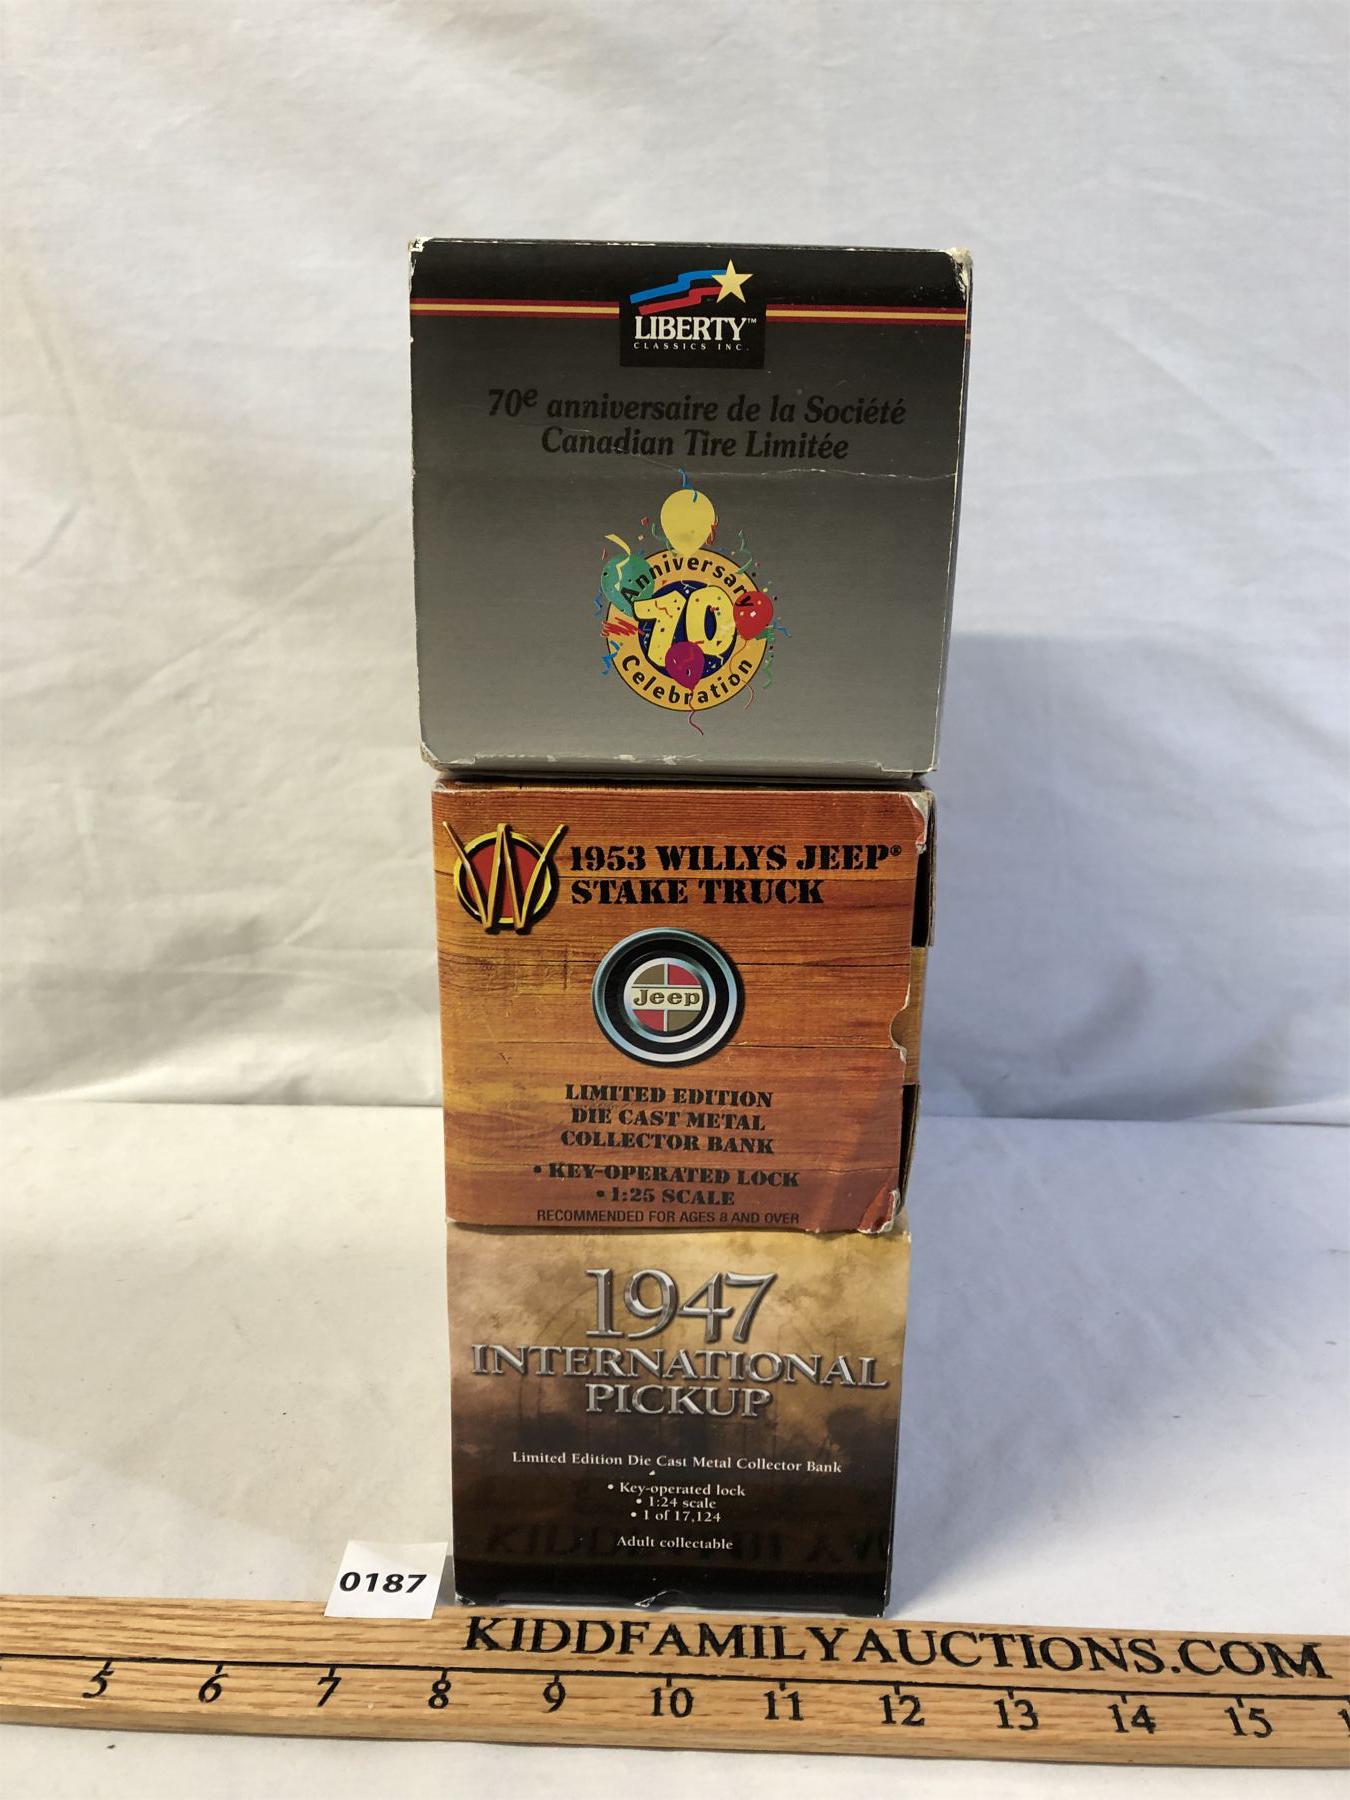 LIBERTY™
CLASSICS INC.
70e anniversaire de la Société
Canadian Tire Limitée
Anniversary
70
Celebration
W
1953 WILLYS JEEP®
STAKE TRUCK
Jeep
LIMITED EDITION
DIE CAST METAL
COLLECTOR BANK
• KEY-OPERATED LOCK
• 1:25 SCALE
RECOMMENDED FOR AGES 8 AND OVER
1947
INTERNATIONAL
PICKUP
Limited Edition Die Cast Metal Collector Bank
• Key-operated lock
• 1:24 scale
• 1 of 17,124
Adult collectable
0187
KIDDFAMILYAUCTIONS.COM
5 6 7 8 9 10 11 12 13 14 15